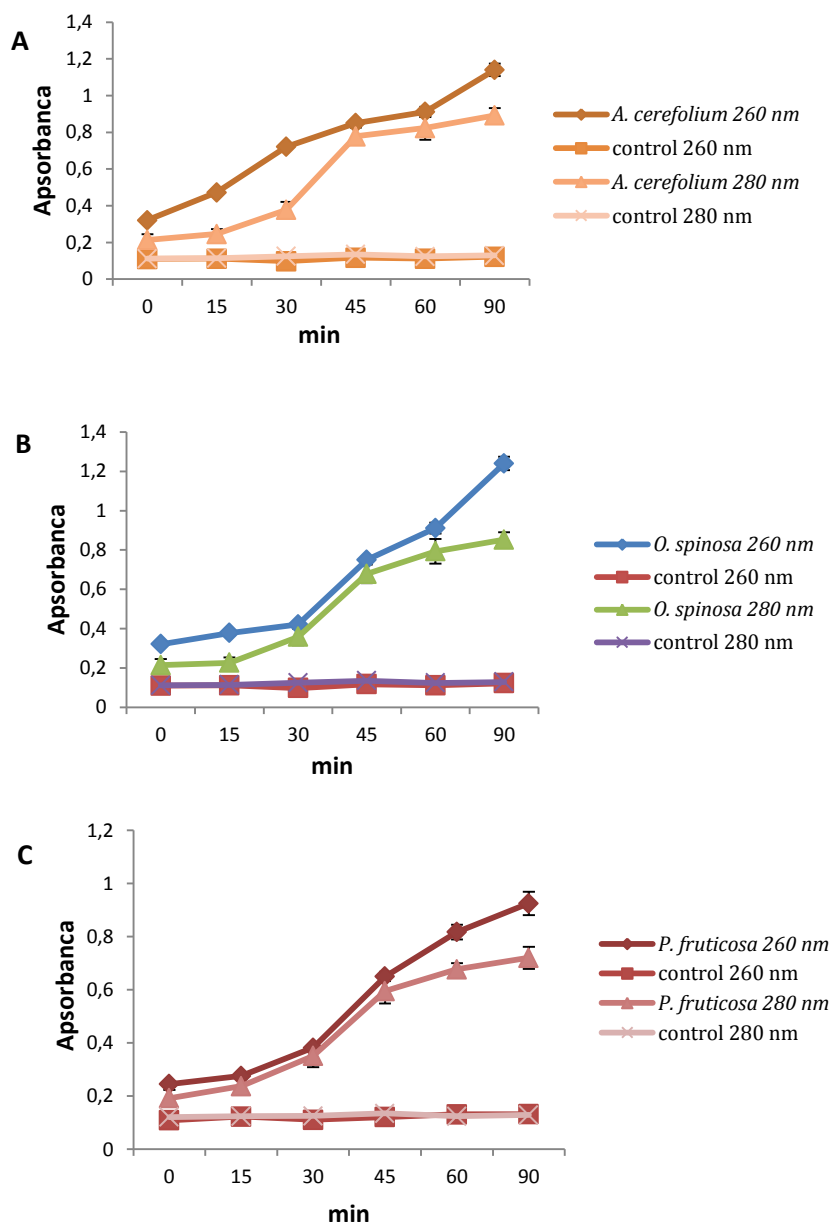 A
Apsorbanca
1,4
1,2
1
0,8
0,6
0,4
0,2
0
0 15 30 45 60 90
min
A. cerefolium 260 nm
control 260 nm
A. cerefolium 280 nm
control 280 nm
B
Apsorbanca
1,4
1,2
1
0,8
0,6
0,4
0,2
0
0 15 30 45 60 90
min
O. spinosa 260 nm
control 260 nm
O. spinosa 280 nm
control 280 nm
C
Apsorbanca
1,2
1
0,8
0,6
0,4
0,2
0
0 15 30 45 60 90
min
P. fruticosa 260 nm
control 260 nm
P. fruticosa 280 nm
control 280 nm